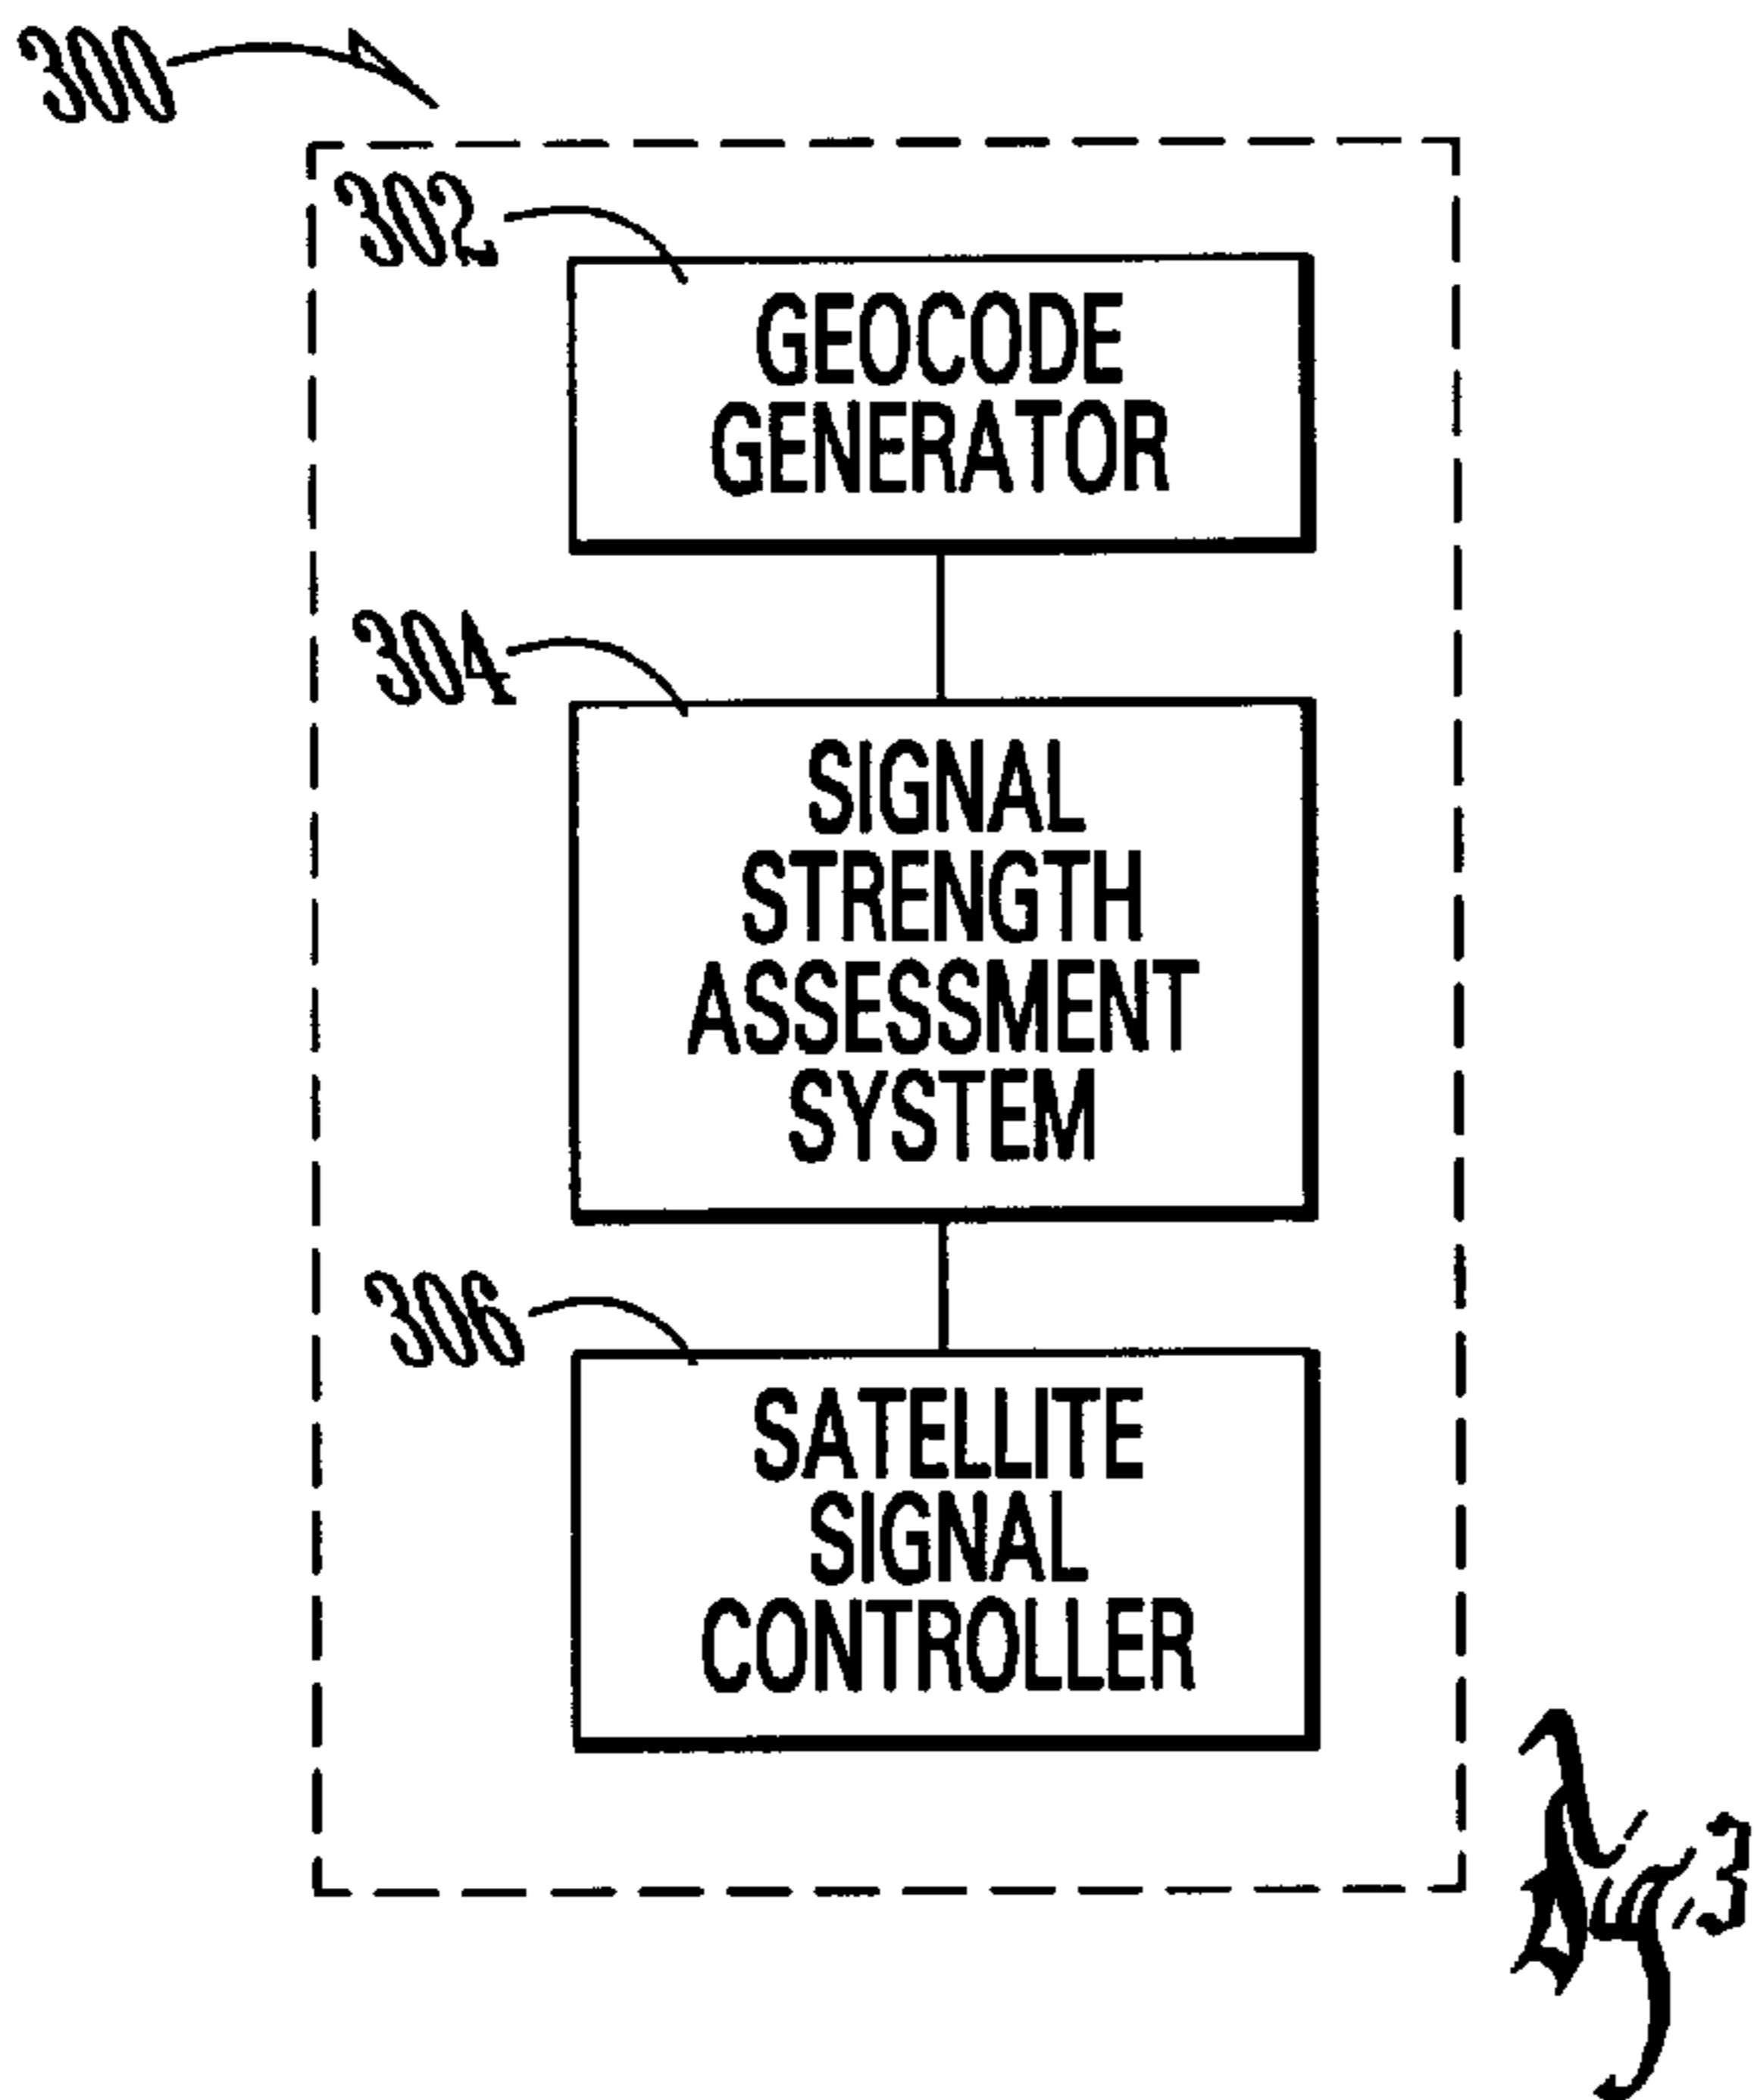 300
302
GEOCODE
GENERATOR
304
SIGNAL
STRENGTH
ASSESSMENT
SYSTEM
306
SATELLITE
SIGNAL
CONTROLLER
Fig. 3